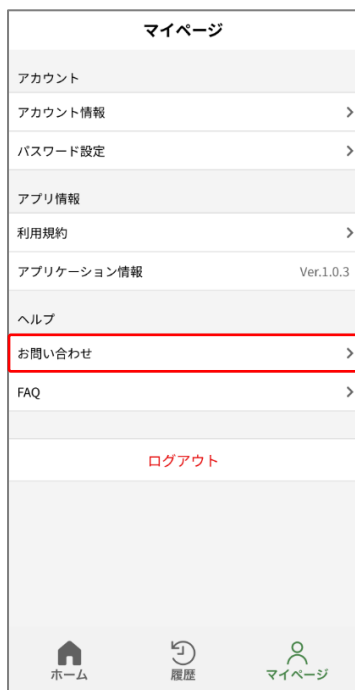 マイページ
アカウント
アカウント情報
パスワード設定
アプリ情報
利用規約
アプリケーション情報 Ver.1.0.3
ヘルプ
お問い合わせ
FAQ
ログアウト
ホーム 履歴 マイページ